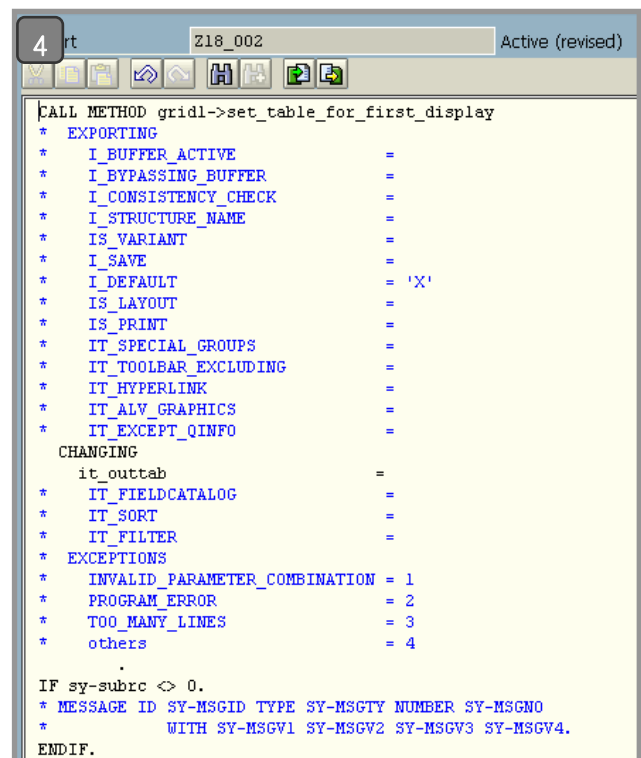 4 rt Z18_002 Active (revised)
CALL METHOD grid1->set_table_for_first_display
*  EXPORTING
*    I_BUFFER_ACTIVE               =
*    I_BYPASSING_BUFFER            =
*    I_CONSISTENCY_CHECK           =
*    I_STRUCTURE_NAME              =
*    IS_VARIANT                    =
*    I_SAVE                        =
*    I_DEFAULT                     = 'X'
*    IS_LAYOUT                     =
*    IS_PRINT                      =
*    IT_SPECIAL_GROUPS             =
*    IT_TOOLBAR_EXCLUDING          =
*    IT_HYPERLINK                  =
*    IT_ALV_GRAPHICS               =
*    IT_EXCEPT_QINFO               =
  CHANGING
    it_outtab                     =
*    IT_FIELDCATALOG               =
*    IT_SORT                       =
*    IT_FILTER                     =
*  EXCEPTIONS
*    INVALID_PARAMETER_COMBINATION = 1
*    PROGRAM_ERROR                 = 2
*    TOO_MANY_LINES                = 3
*    others                        = 4
        .
IF sy-subrc <> 0.
* MESSAGE ID SY-MSGID TYPE SY-MSGTY NUMBER SY-MSGNO
*            WITH SY-MSGV1 SY-MSGV2 SY-MSGV3 SY-MSGV4.
ENDIF.